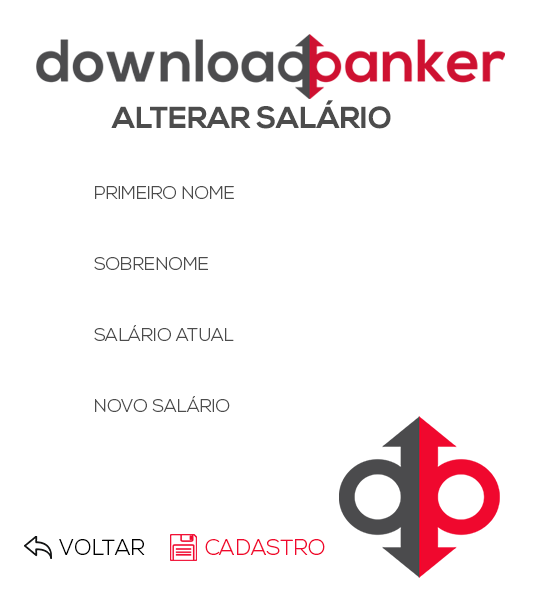 downloadbanker
ALTERAR SALÁRIO
PRIMEIRO NOME
SOBRENOME
SALÁRIO ATUAL
NOVO SALÁRIO
VOLTAR CADASTRO